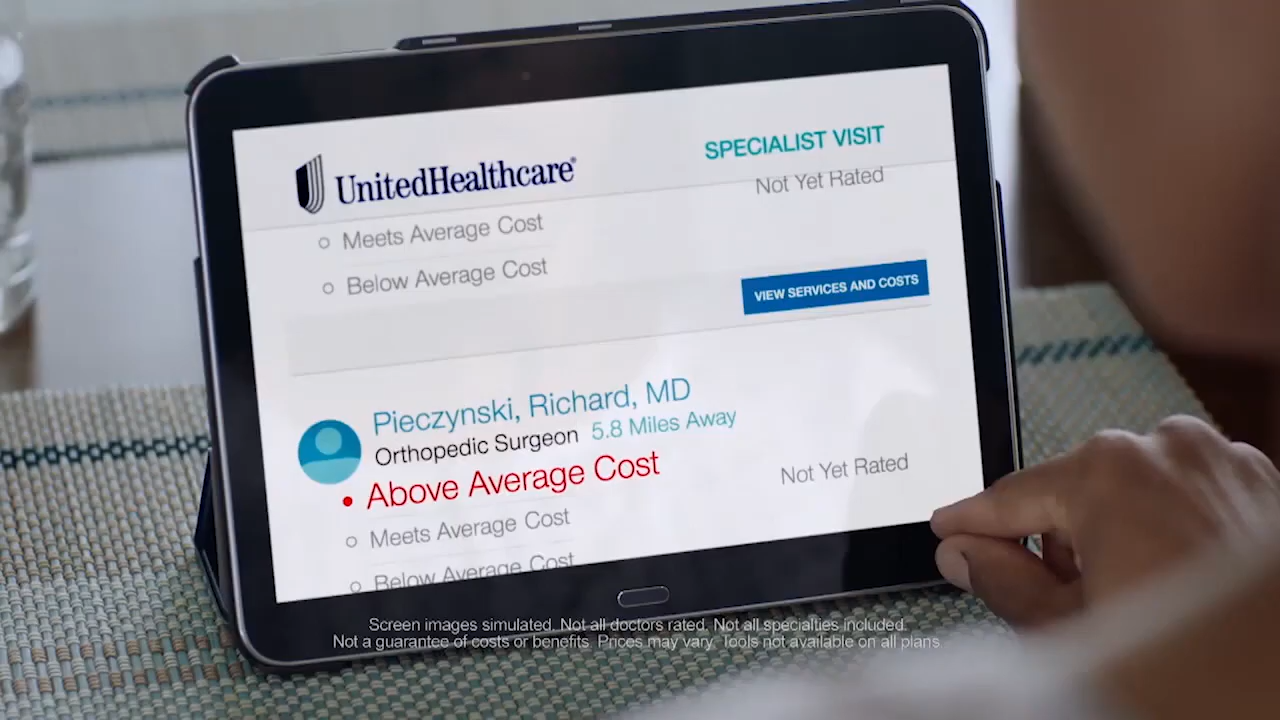 UnitedHealthcare®
SPECIALIST VISIT
Not Yet Rated
Meets Average Cost
Below Average Cost
VIEW SERVICES AND COSTS
Pieczynski, Richard, MD
Orthopedic Surgeon 5.8 Miles Away
Above Average Cost
Not Yet Rated
Meets Average Cost
Below Average Cost
Screen images simulated. Not all doctors rated. Not all specialties included.
Not a guarantee of costs or benefits. Prices may vary. Tools not available on all plans.